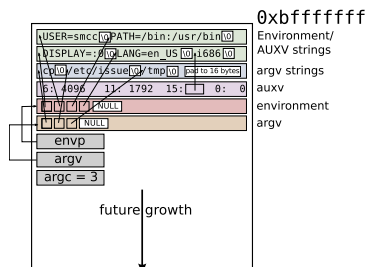 0xbfffffff
USER=smcc\0PATH=/bin:/usr/bin\0
Environment/
DISPLAY=:0\0LANG=en_US\0i686\0
AUXV strings
cp\0/etc/issue\0/tmp\0 pad to 16 bytes
argv strings
6: 4096 11: 1792 15: 0: 0
auxv
NULL
environment
NULL
argv
envp
argv
argc = 3
future growth